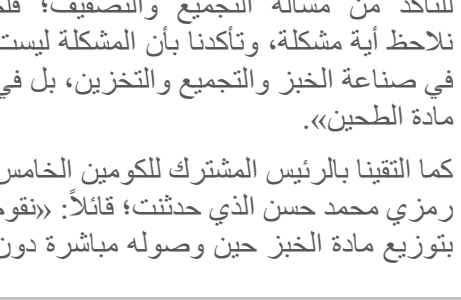 للتأكد من مسألة التجميع والتصفيف؛ فلم
نلاحظ أية مشكلة، وتأكدنا بأن المشكلة ليست
في صناعة الخبز والتجميع والتخزين، بل في
مادة الطحين».
كما التقينا بالرئيس المشترك للكومين الخامس
رمزي محمد حسن الذي حدثنت؛ قائلاً: «نقوم
بتوزيع مادة الخبز حين وصوله مباشرة دون